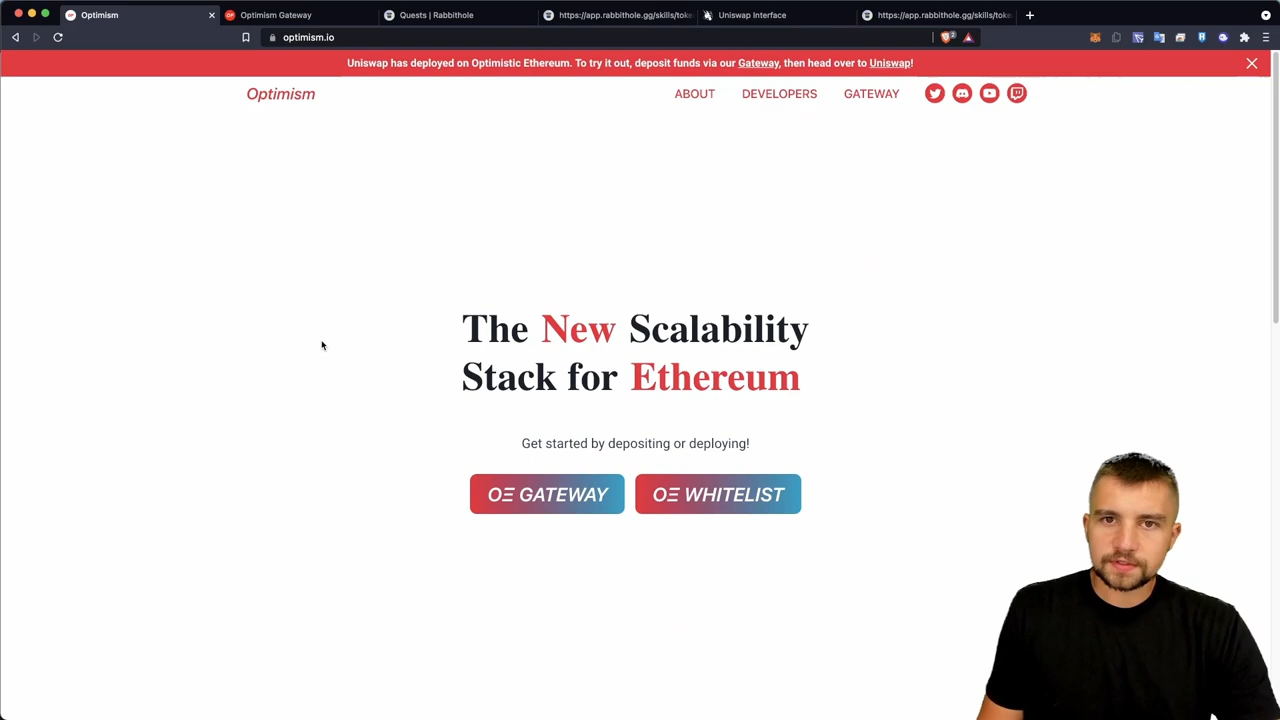 Optimism
Optimism Gateway
Quests | Rabbithole
https://app.rabbithole.gg/skills/toke
Uniswap Interface
https://app.rabbithole.gg/skills/toke
optimism.io
2
Uniswap has deployed on Optimistic Ethereum. To try it out, deposit funds via our Gateway, then head over to Uniswap!
Optimism
ABOUT
DEVELOPERS
GATEWAY
The New Scalability
Stack for Ethereum
Get started by depositing or deploying!
OΞ GATEWAY
OΞ WHITELIST